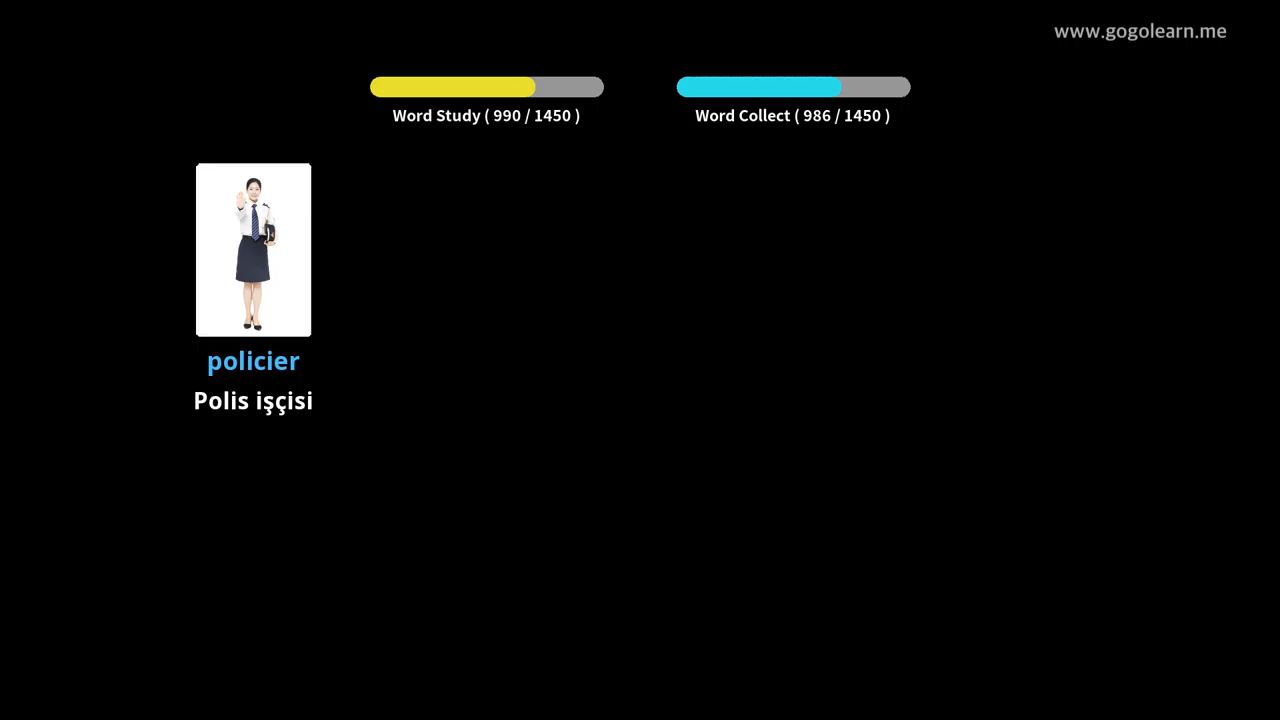 www.gogolearn.me
Word Study ( 990 / 1450 )
Word Collect ( 986 / 1450 )
policier
Polis işçisi